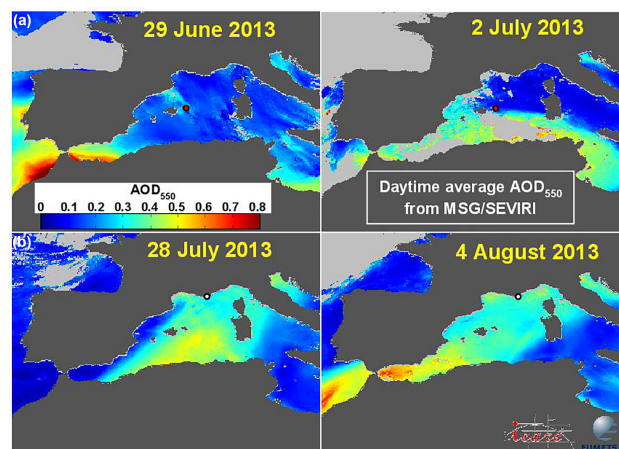 (a)
29 June 2013
2 July 2013
AOD550
0 0.1 0.2 0.3 0.4 0.5 0.6 0.7 0.8
Daytime average AOD550
from MSG/SEVIRI
(b)
28 July 2013
4 August 2013
icare